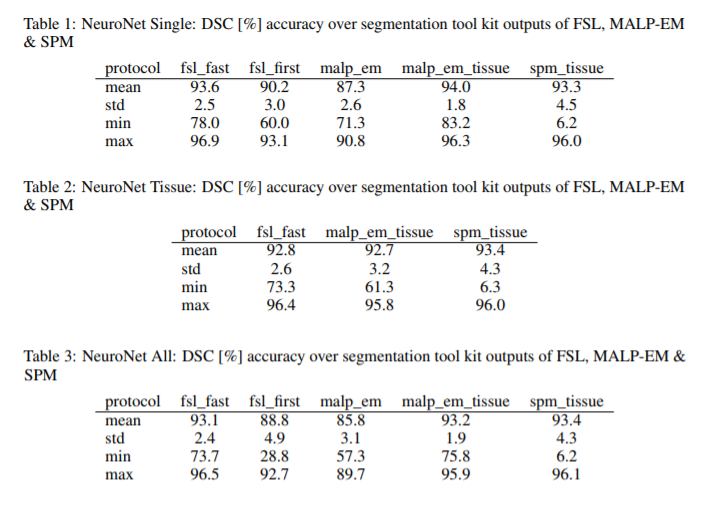 Table 1: NeuroNet Single: DSC [%] accuracy over segmentation tool kit outputs of FSL, MALP-EM
& SPM
protocol fsl_fast fsl_first malp_em malp_em_tissue spm_tissue
mean 93.6 90.2 87.3 94.0 93.3
std 2.5 3.0 2.6 1.8 4.5
min 78.0 60.0 71.3 83.2 6.2
max 96.9 93.1 90.8 96.3 96.0
Table 2: NeuroNet Tissue: DSC [%] accuracy over segmentation tool kit outputs of FSL, MALP-EM
& SPM
protocol fsl_fast malp_em_tissue spm_tissue
mean 92.8 92.7 93.4
std 2.6 3.2 4.3
min 73.3 61.3 6.3
max 96.4 95.8 96.0
Table 3: NeuroNet All: DSC [%] accuracy over segmentation tool kit outputs of FSL, MALP-EM &
SPM
protocol fsl_fast fsl_first malp_em malp_em_tissue spm_tissue
mean 93.1 88.8 85.8 93.2 93.4
std 2.4 4.9 3.1 1.9 4.3
min 73.7 28.8 57.3 75.8 6.2
max 96.5 92.7 89.7 95.9 96.1